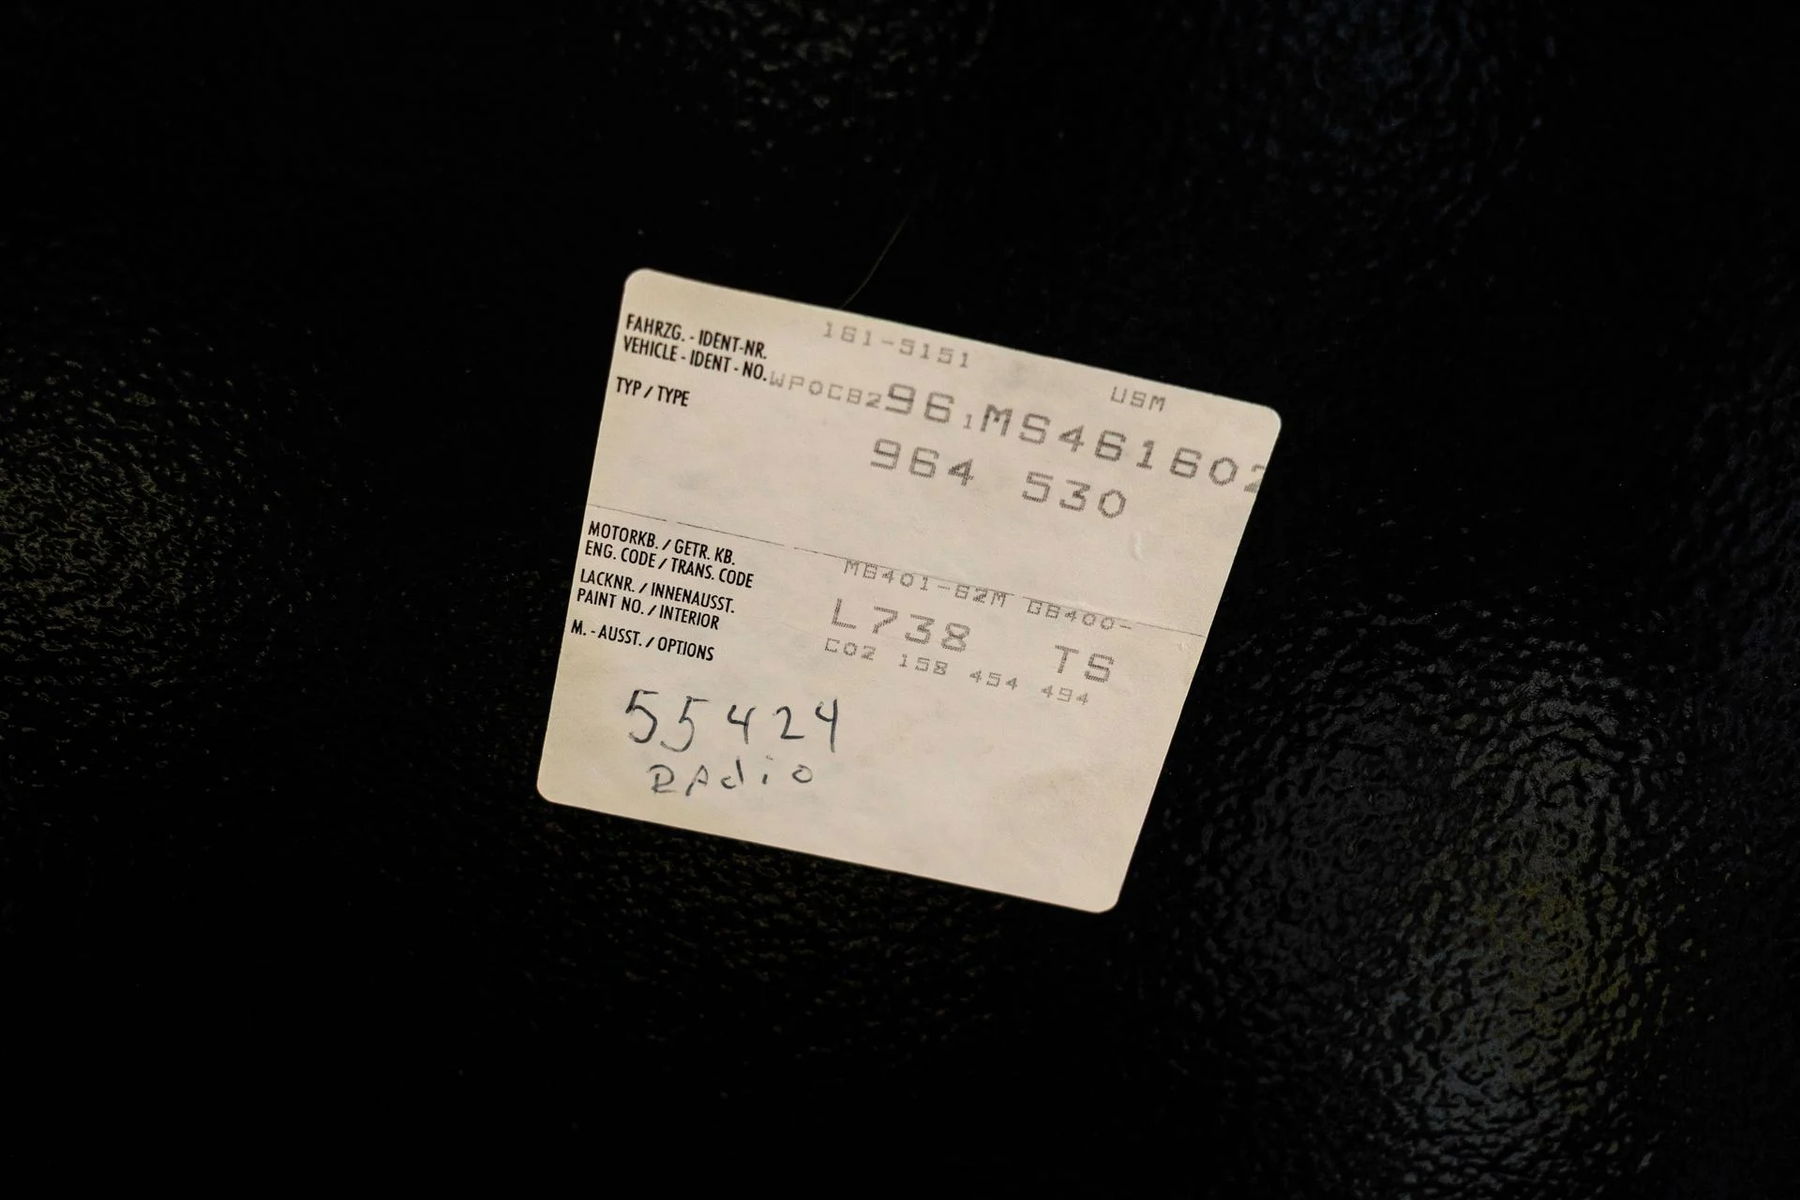 161-5151 USM
FAHRZG. - IDENT-NR.
VEHICLE - IDENT - NO. WP0CB296,MS461602
TYP / TYPE 964 530
MOTORKB. / GETR. KB.
ENG. CODE / TRANS. CODE M6401-62M G6400-
LACKNR. / INNENAUSST.
PAINT NO. / INTERIOR L738 TS
M. - AUSST. / OPTIONS C02 158 454 494
55424
RAdio